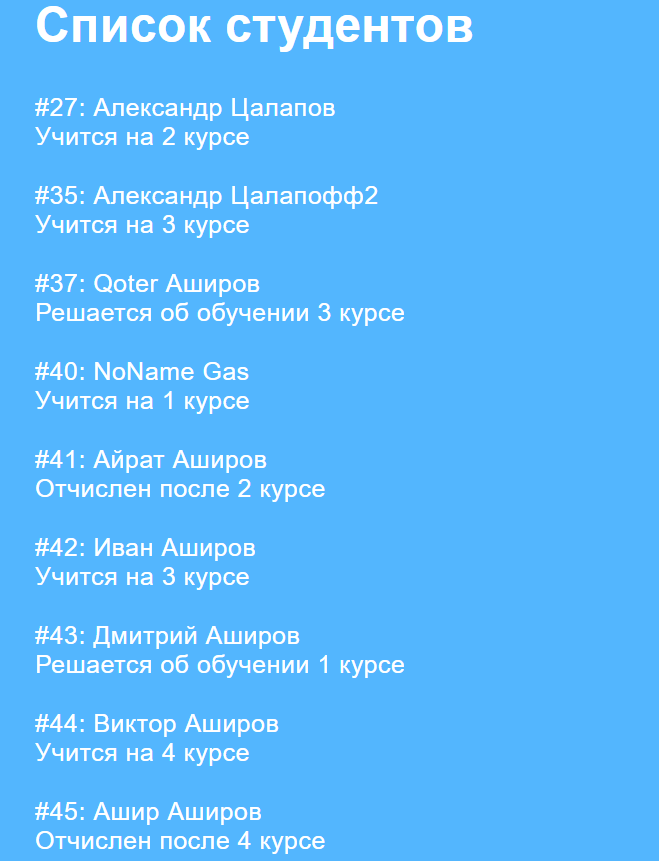 Список студентов
#27: Александр Цалапов
Учится на 2 курсе
#35: Александр Цалапофф2
Учится на 3 курсе
#37: Qoter Аширов
Решается об обучении 3 курсе
#40: NoName Gas
Учится на 1 курсе
#41: Айрат Аширов
Отчислен после 2 курсе
#42: Иван Аширов
Учится на 3 курсе
#43: Дмитрий Аширов
Решается об обучении 1 курсе
#44: Виктор Аширов
Учится на 4 курсе
#45: Ашир Аширов
Отчислен после 4 курсе